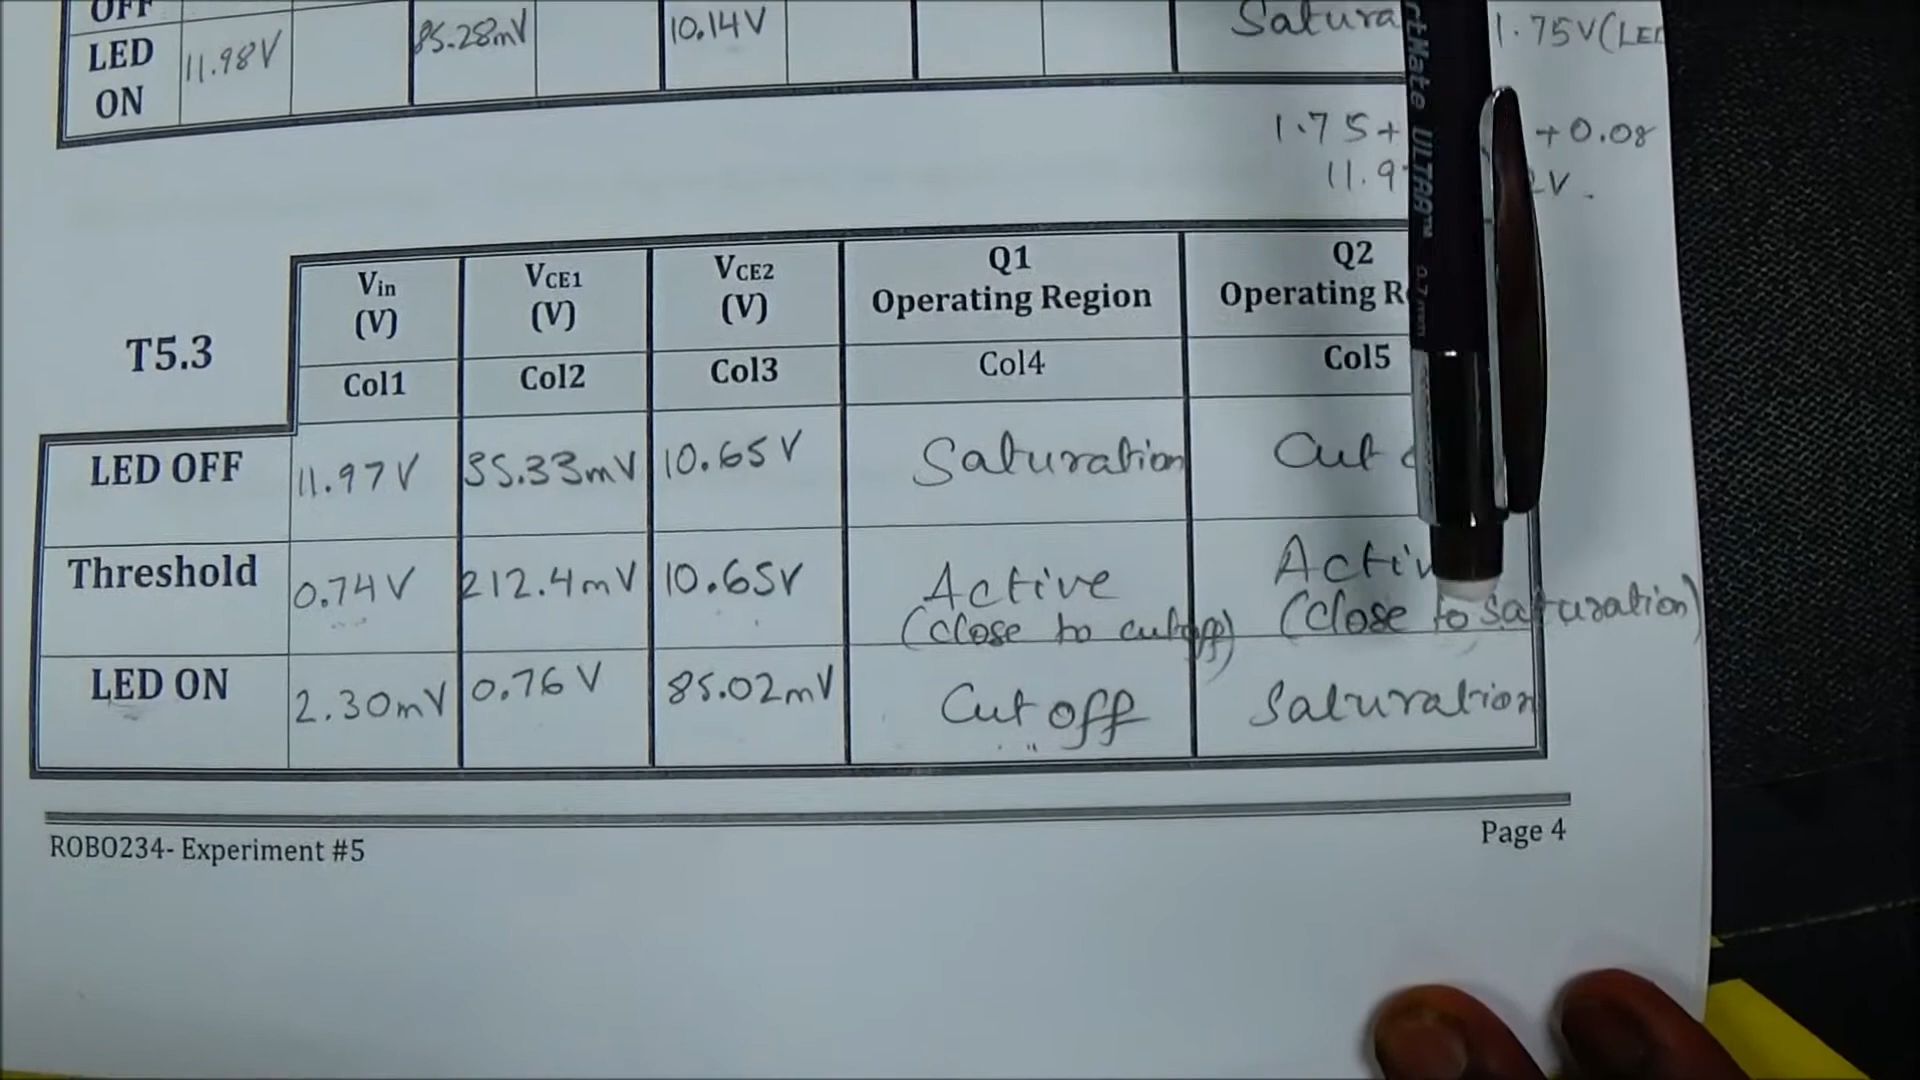 OFF
LED ON 11.98V 85.28mV 10.14V 1.75V(LED
1.75+ +0.08
11.9
T5.3 Vin (V) VCE1 (V) VCE2 (V) Q1 Operating Region Q2 Operating R
Col1 Col2 Col3 Col4 Col5
LED OFF 11.97V 35.33mV 10.65V Saturation Cut
Threshold 0.74V 212.4mV 10.65V Active (close to cutoff) (close to saturation)
LED ON 2.30mV 0.76V 85.02mV Cut off Saturation
ROBO234- Experiment #5 Page 4